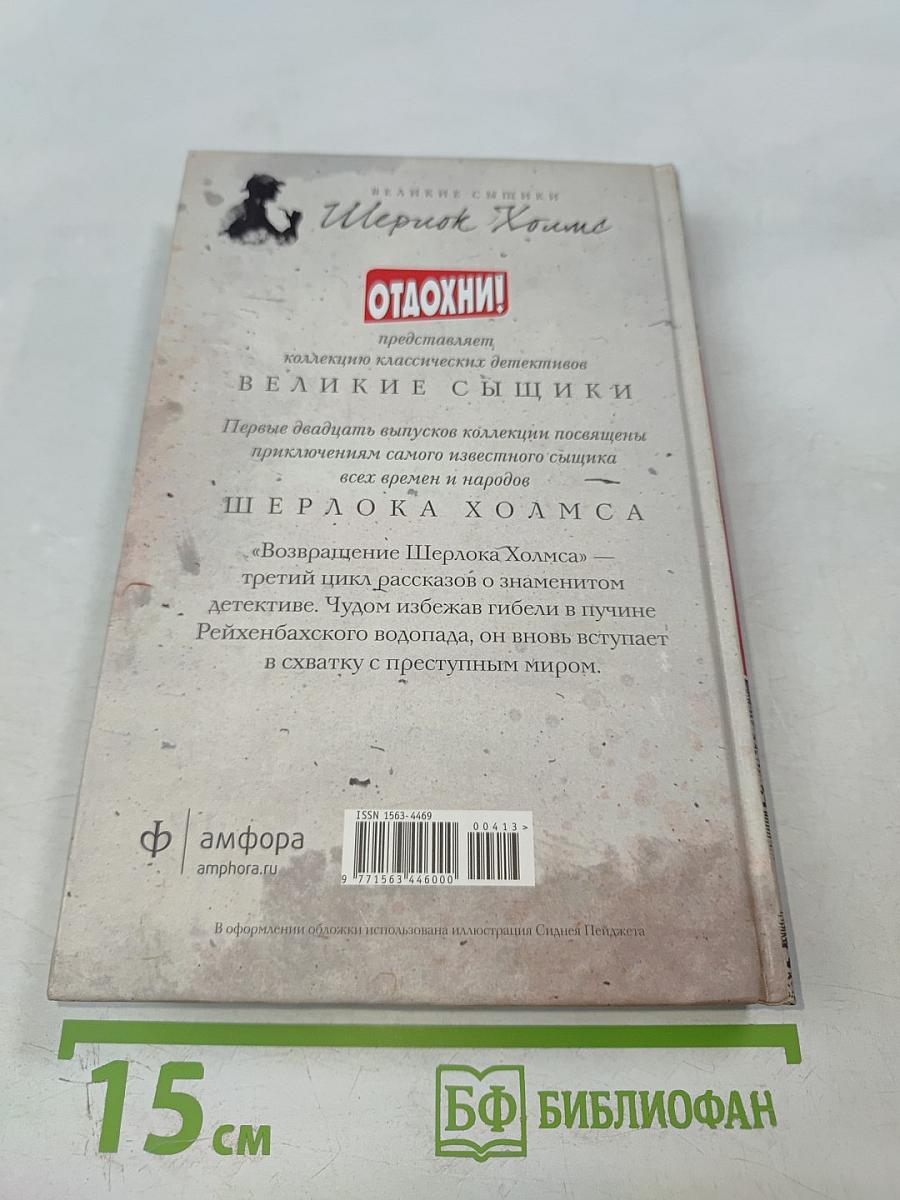 ВЕЛИКИЕ СЫЩИКИ
Шерлок Холмс
ОТДОХНИ!
представляет
коллекцию классических детективов
ВЕЛИКИЕ СЫЩИКИ
Первые двадцать выпусков коллекции посвящены
приключениям самого известного сыщика
всех времен и народов
ШЕРЛОКА ХОЛМСА
«Возвращение Шерлока Холмса» —
третий цикл рассказов о знаменитом
детективе. Чудом избежав гибели в пучине
Рейхенбахского водопада, он вновь вступает
в схватку с преступным миром.
ф амфора
amphora.ru
ISSN 1563-4469
00413>
9 771563 446000
В оформлении обложки использована иллюстрация Сиднея Пейджета
15 см
БФ БИБЛИОФАН